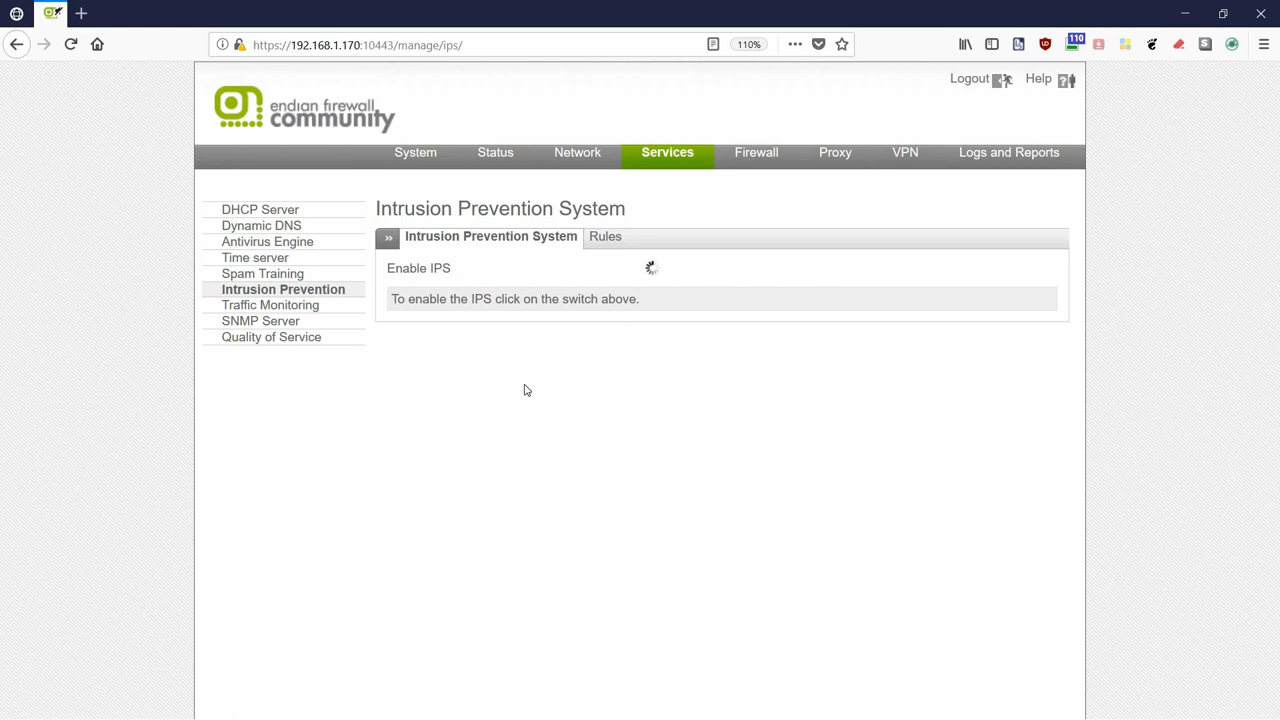 https://192.168.1.170:10443/manage/ips/
110%
110
Logout
Help
endian firewall
community
System
Status
Network
Services
Firewall
Proxy
VPN
Logs and Reports
DHCP Server
Dynamic DNS
Antivirus Engine
Time server
Spam Training
Intrusion Prevention
Traffic Monitoring
SNMP Server
Quality of Service
Intrusion Prevention System
»
Intrusion Prevention System
Rules
Enable IPS
To enable the IPS click on the switch above.